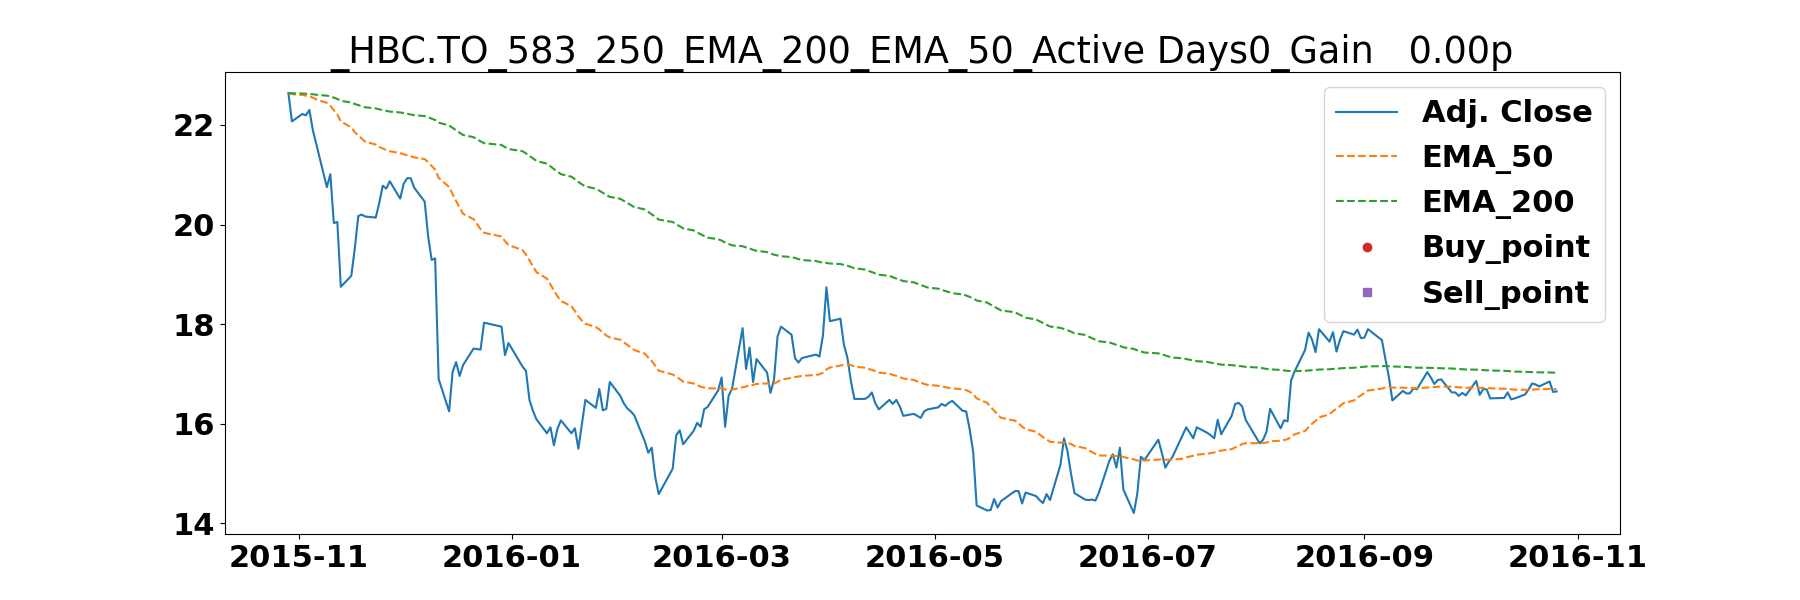 _HBC.TO_583_250_EMA_200_EMA_50_Active Days0_Gain   0.00p
Adj. Close
EMA_50
EMA_200
Buy_point
Sell_point
22
20
18
16
14
2015-11 2016-01 2016-03 2016-05 2016-07 2016-09 2016-11